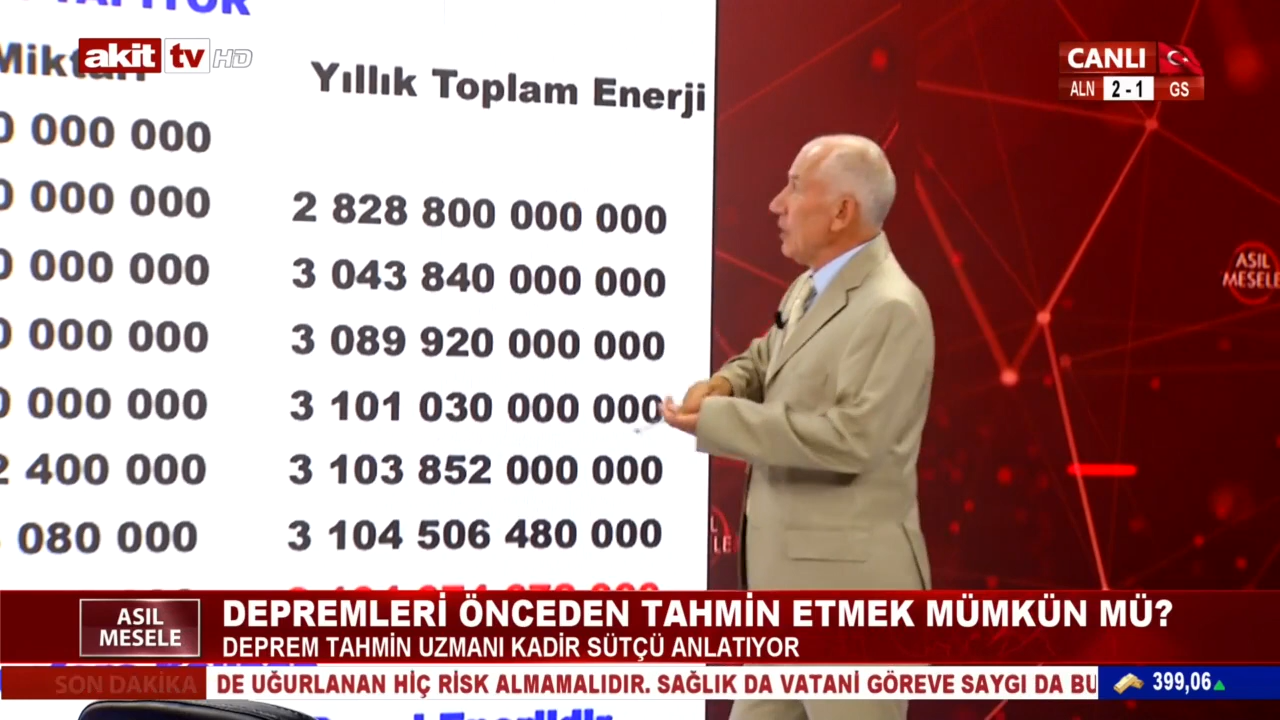 akit tv HD
Yıllık Toplam Enerji
0 000 000
0 000 000 2 828 800 000 000
0 000 000 3 043 840 000 000
0 000 000 3 089 920 000 000
0 000 000 3 101 030 000 000
2 400 000 3 103 852 000 000
080 000 3 104 506 480 000
CANLI
ALN 2 - 1 GS
ASIL
MESELE
ASIL
MESELE
DEPREMLERİ ÖNCEDEN TAHMİN ETMEK MÜMKÜN MÜ?
DEPREM TAHMİN UZMANI KADİR SÜTÇÜ ANLATIYOR
SON DAKİKA
DE UĞURLANAN HİÇ RİSK ALMAMALIDIR. SAĞLIK DA VATANİ GÖREVE SAYGI DA BU
399,06